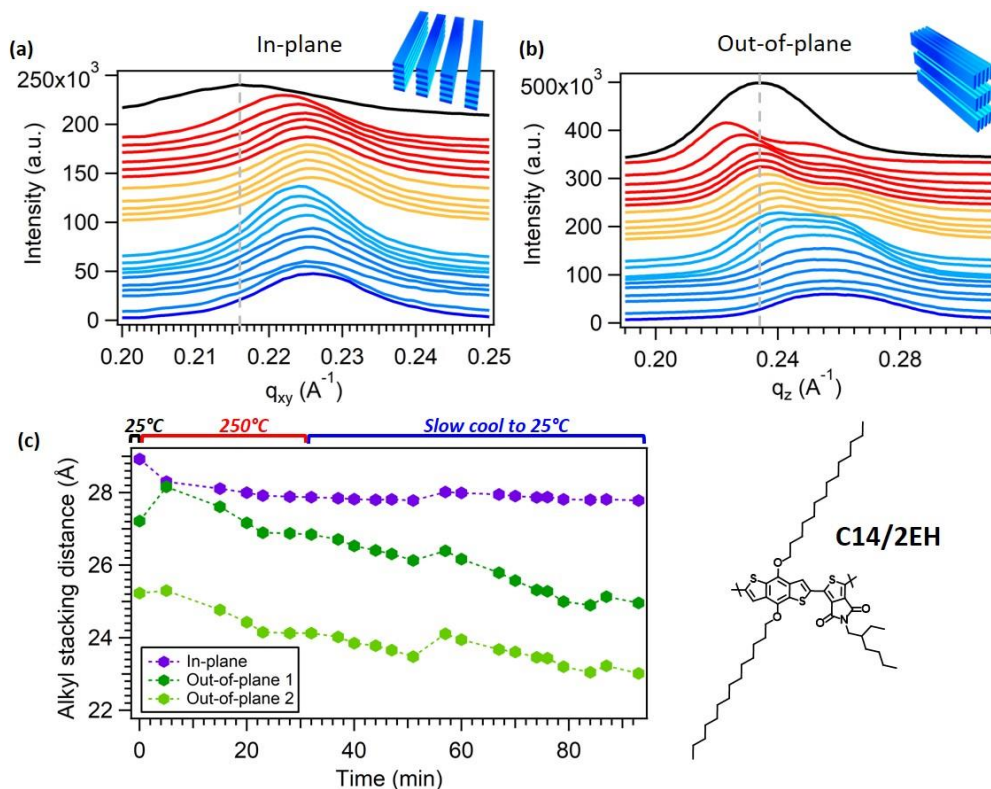 (a) In-plane
250x10³
200
150
100
50
0
Intensity (a.u.)
0.20 0.21 0.22 0.23 0.24 0.25
q_xy (A⁻¹)
(b) Out-of-plane
500x10³
400
300
200
100
0
Intensity (a.u.)
0.20 0.24 0.28
q_z (A⁻¹)
(c) 25°C 250°C Slow cool to 25°C
28
26
24
22
Alkyl stacking distance (Å)
In-plane
Out-of-plane 1
Out-of-plane 2
0 20 40 60 80
Time (min)
C14/2EH
O
S
S
S
O
O
N
O